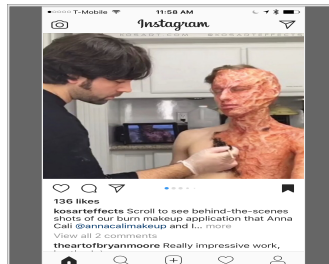 T-Mobile 11:58 AM
Instagram
136 likes
kosarteffects Scroll to see behind-the-scenes
shots of our burn makeup application that Anna
Cali @annacalimakeup and I... more
View all 2 comments
theartofbryanmoore Really impressive work,